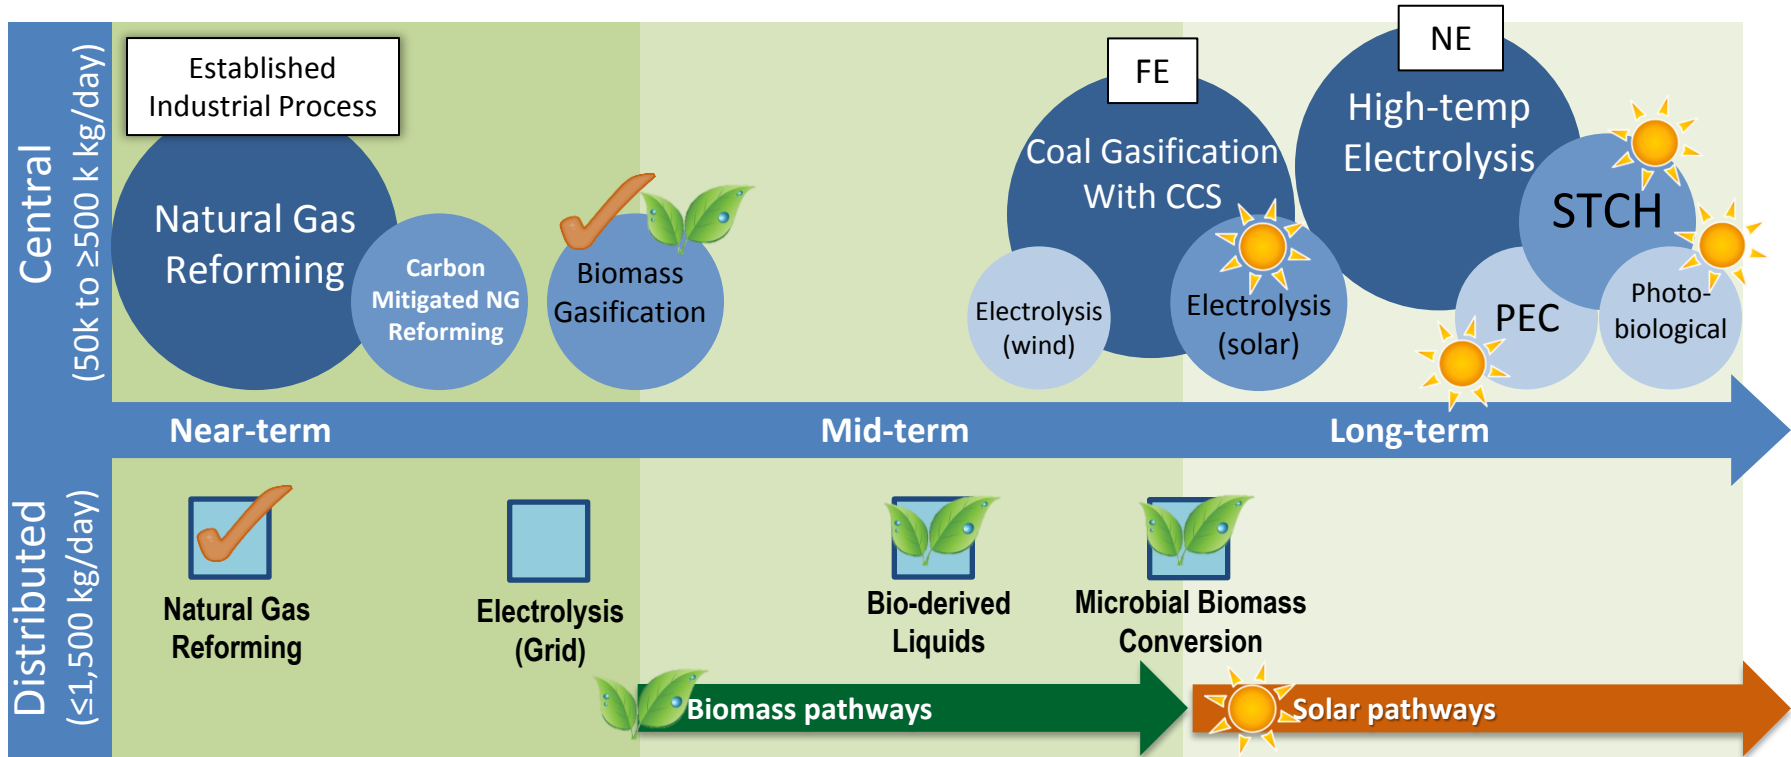 Central
(50k to ≥500 k kg/day)
Established
Industrial Process
Natural Gas
Reforming
Carbon
Mitigated NG
Reforming
Biomass
Gasification
FE
Coal Gasification
With CCS
Electrolysis
(wind)
Electrolysis
(solar)
NE
High-temp
Electrolysis
STCH
PEC
Photo-
biological
Near-term
Mid-term
Long-term
Distributed
(≤1,500 kg/day)
Natural Gas
Reforming
Electrolysis
(Grid)
Bio-derived
Liquids
Microbial Biomass
Conversion
Biomass pathways
Solar pathways